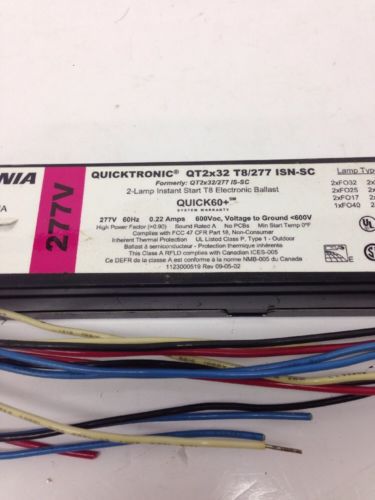 NIA
QUICKTRONIC® QT2x32 T8/277 ISN-SC
Formerly: QT2x32/277 IS-SC
2-Lamp Instant Start T8 Electronic Ballast
QUICK60+℠
SYSTEM WARRANTY
277V 60Hz 0.22 Amps 600Voc, Voltage to Ground <600V
High Power Factor (>0.90) Sound Rated A No PCBs Min Start Temp 0°F
Complies with FCC 47 CFR Part 18, Non-Consumer
Inherent Thermal Protection UL Listed Class P, Type 1 - Outdoor
Ballast à semiconducteur - Protection thermique inhérente
This Class A RFLD complies with Canadian ICES-005
Ce DEFR de la classe A est conforme à la norme NMB-005 du Canada
1123000519 Rev 09-05-02
277V
Lamp Type
2xFO32
2xFO25
2xFO17
1xFO40